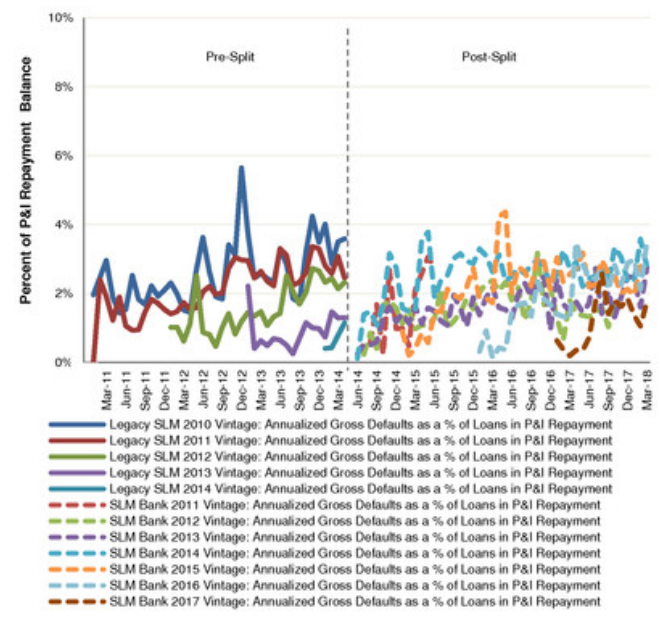 10%
Pre-Split
Post-Split
8%
6%
4%
2%
0%
Percent of P&I Repayment Balance
Mar-11
Jun-11
Sep-11
Dec-11
Mar-12
Jun-12
Sep-12
Dec-12
Mar-13
Jun-13
Sep-13
Dec-13
Mar-14
Jun-14
Sep-14
Dec-14
Mar-15
Jun-15
Sep-15
Dec-15
Mar-16
Jun-16
Sep-16
Dec-16
Mar-17
Jun-17
Sep-17
Dec-17
Mar-18
Legacy SLM 2010 Vintage: Annualized Gross Defaults as a % of Loans in P&I Repayment
Legacy SLM 2011 Vintage: Annualized Gross Defaults as a % of Loans in P&I Repayment
Legacy SLM 2012 Vintage: Annualized Gross Defaults as a % of Loans in P&I Repayment
Legacy SLM 2013 Vintage: Annualized Gross Defaults as a % of Loans in P&I Repayment
Legacy SLM 2014 Vintage: Annualized Gross Defaults as a % of Loans in P&I Repayment
SLM Bank 2011 Vintage: Annualized Gross Defaults as a % of Loans in P&I Repayment
SLM Bank 2012 Vintage: Annualized Gross Defaults as a % of Loans in P&I Repayment
SLM Bank 2013 Vintage: Annualized Gross Defaults as a % of Loans in P&I Repayment
SLM Bank 2014 Vintage: Annualized Gross Defaults as a % of Loans in P&I Repayment
SLM Bank 2015 Vintage: Annualized Gross Defaults as a % of Loans in P&I Repayment
SLM Bank 2016 Vintage: Annualized Gross Defaults as a % of Loans in P&I Repayment
SLM Bank 2017 Vintage: Annualized Gross Defaults as a % of Loans in P&I Repayment